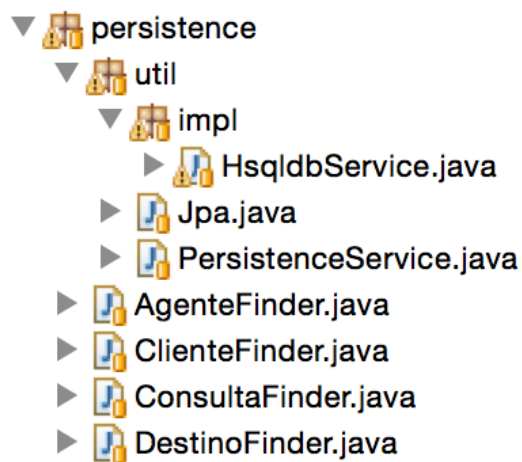 persistence
util
impl
HsqldbService.java
Jpa.java
PersistenceService.java
AgenteFinder.java
ClienteFinder.java
ConsultaFinder.java
DestinoFinder.java